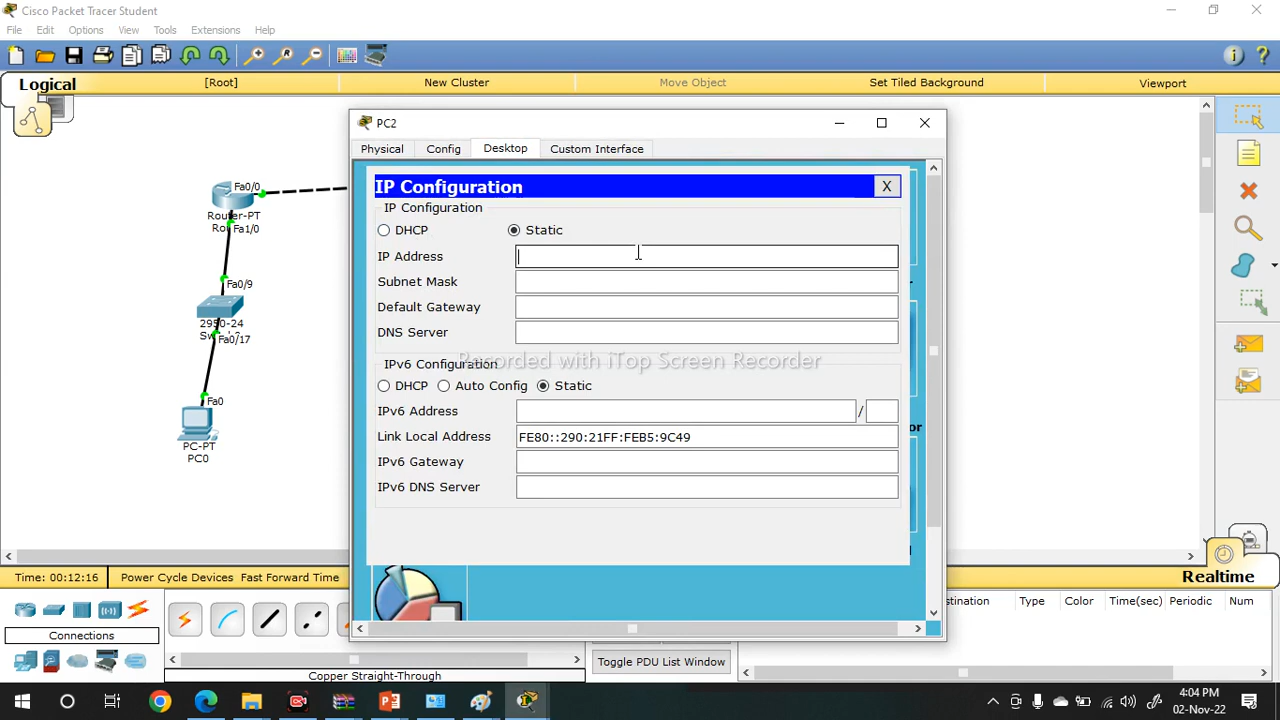 Cisco Packet Tracer Student
File Edit Options View Tools Extensions Help
Logical [Root] New Cluster Move Object Set Tiled Background Viewport
PC2
Physical Config Desktop Custom Interface
IP Configuration X
IP Configuration
DHCP Static
IP Address
Subnet Mask
Default Gateway
DNS Server
Recorded with iTop Screen Recorder
IPv6 Configuration
DHCP Auto Config Static
IPv6 Address /
Link Local Address FE80::290:21FF:FEB5:9C49
IPv6 Gateway
IPv6 DNS Server
Fa0/0
Router-PT
Fa1/0
Fa0/9
2950-24
Fa0/17
Fa0
PC-PT
PC0
Time: 00:12:16 Power Cycle Devices Fast Forward Time Realtime
Connections
Copper Straight-Through
Toggle PDU List Window
Type Color Time(sec) Periodic Num
4:04 PM
02-Nov-22